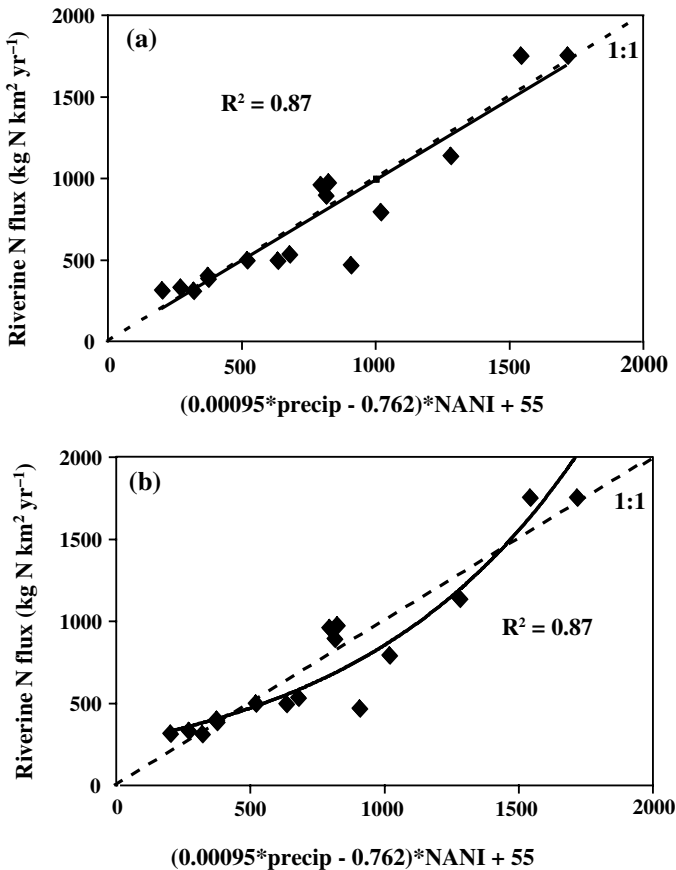 (a)
1:1
R² = 0.87
Riverine N flux (kg N km² yr⁻¹)
2000
1500
1000
500
0
0
500
1000
1500
2000
(0.00095*precip - 0.762)*NANI + 55
(b)
1:1
R² = 0.87
Riverine N flux (kg N km² yr⁻¹)
2000
1500
1000
500
0
0
500
1000
1500
2000
(0.00095*precip - 0.762)*NANI + 55